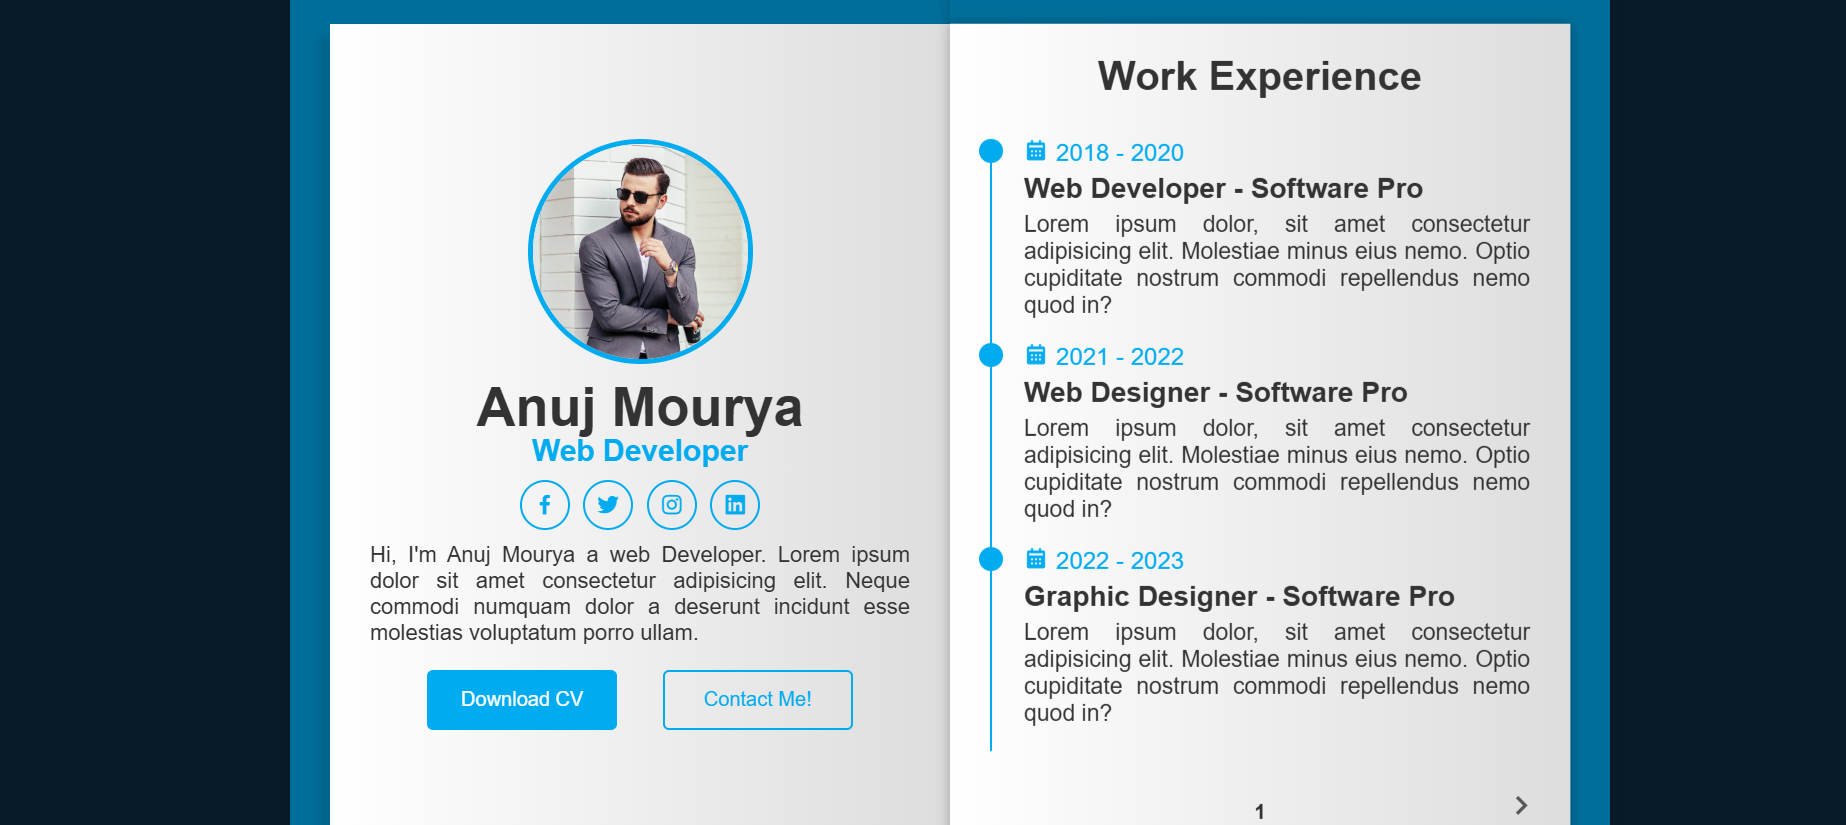 Anuj Mourya
Web Developer
Hi, I'm Anuj Mourya a web Developer. Lorem ipsum
dolor sit amet consectetur adipisicing elit. Neque
commodi numquam dolor a deserunt incidunt esse
molestias voluptatum porro ullam.
Download CV
Contact Me!
Work Experience
2018 - 2020
Web Developer - Software Pro
Lorem ipsum dolor, sit amet consectetur
adipisicing elit. Molestiae minus eius nemo. Optio
cupiditate nostrum commodi repellendus nemo
quod in?
2021 - 2022
Web Designer - Software Pro
Lorem ipsum dolor, sit amet consectetur
adipisicing elit. Molestiae minus eius nemo. Optio
cupiditate nostrum commodi repellendus nemo
quod in?
2022 - 2023
Graphic Designer - Software Pro
Lorem ipsum dolor, sit amet consectetur
adipisicing elit. Molestiae minus eius nemo. Optio
cupiditate nostrum commodi repellendus nemo
quod in?
1